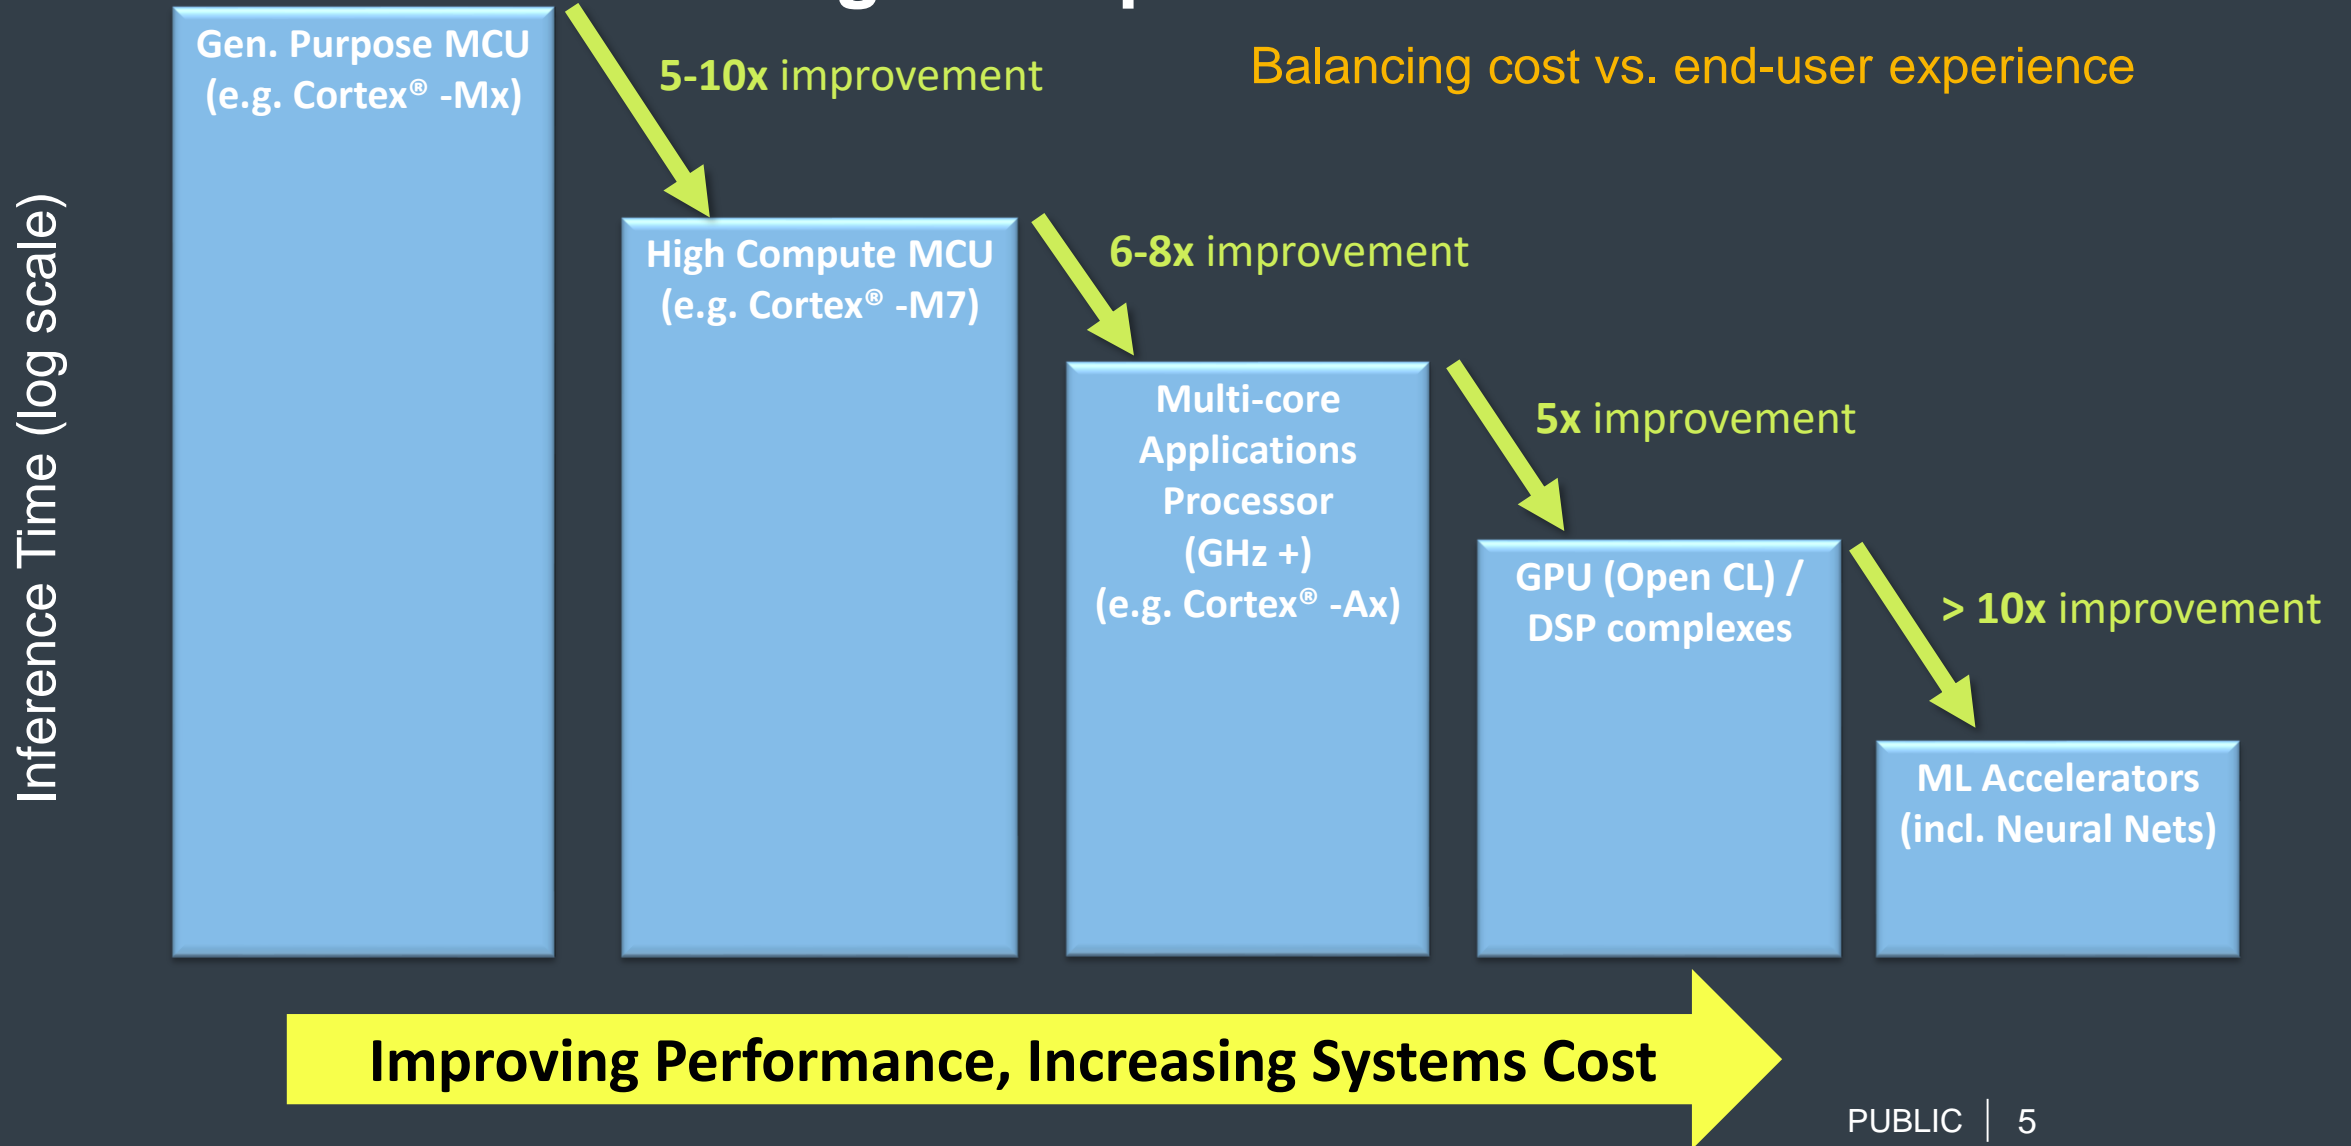 Balancing cost vs. end-user experience
Inference Time (log scale)
Gen. Purpose MCU
(e.g. Cortex® -Mx)
5-10x improvement
High Compute MCU
(e.g. Cortex® -M7)
6-8x improvement
Multi-core
Applications
Processor
(GHz +)
(e.g. Cortex® -Ax)
5x improvement
GPU (Open CL) /
DSP complexes
> 10x improvement
ML Accelerators
(incl. Neural Nets)
Improving Performance, Increasing Systems Cost
PUBLIC | 5